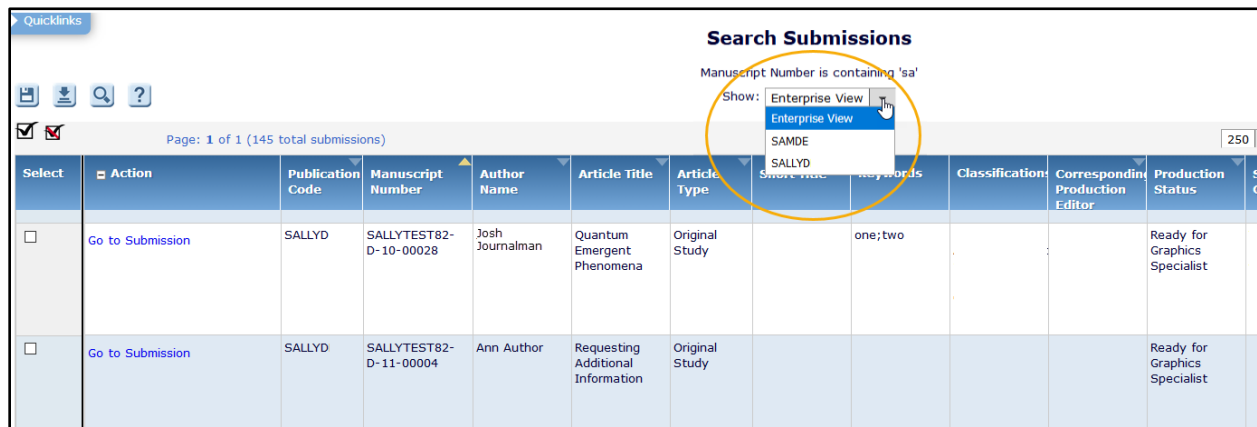 Quicklinks
Search Submissions
Manuscript Number is containing 'sa'
Show: Enterprise View
Enterprise View
SAMDE
SALLYD
?
Page: 1 of 1 (145 total submissions)
250
Select Action Publication Manuscript Author Article Title Article Classifications Corresponding Production
Code Number Name Type Production Status
Editor
Go to Submission SALLYD SALLYTEST82- Josh Quantum Original one;two Ready for
D-10-00028 Journalman Emergent Study Graphics
Phenomena Specialist
Go to Submission SALLYD SALLYTEST82- Ann Author Requesting Original Ready for
D-11-00004 Additional Study Graphics
Information Specialist